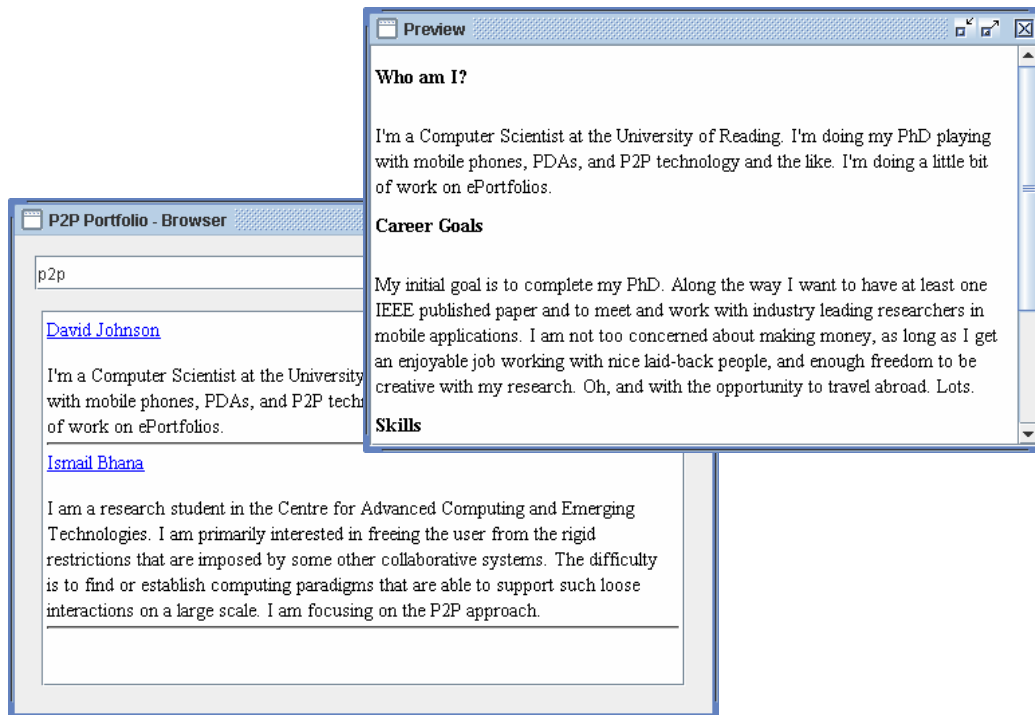 Preview
Who am I?
I'm a Computer Scientist at the University of Reading. I'm doing my PhD playing
with mobile phones, PDAs, and P2P technology and the like. I'm doing a little bit
of work on ePortfolios.
Career Goals
My initial goal is to complete my PhD. Along the way I want to have at least one
IEEE published paper and to meet and work with industry leading researchers in
mobile applications. I am not too concerned about making money, as long as I get
an enjoyable job working with nice laid-back people, and enough freedom to be
creative with my research. Oh, and with the opportunity to travel abroad. Lots.
Skills
P2P Portfolio - Browser
p2p
David Johnson
I'm a Computer Scientist at the University
with mobile phones, PDAs, and P2P
of work on ePortfolios.
Ismail Bhana
I am a research student in the Centre for Advanced Computing and Emerging
Technologies. I am primarily interested in freeing the user from the rigid
restrictions that are imposed by some other collaborative systems. The difficulty
is to find or establish computing paradigms that are able to support such loose
interactions on a large scale. I am focusing on the P2P approach.